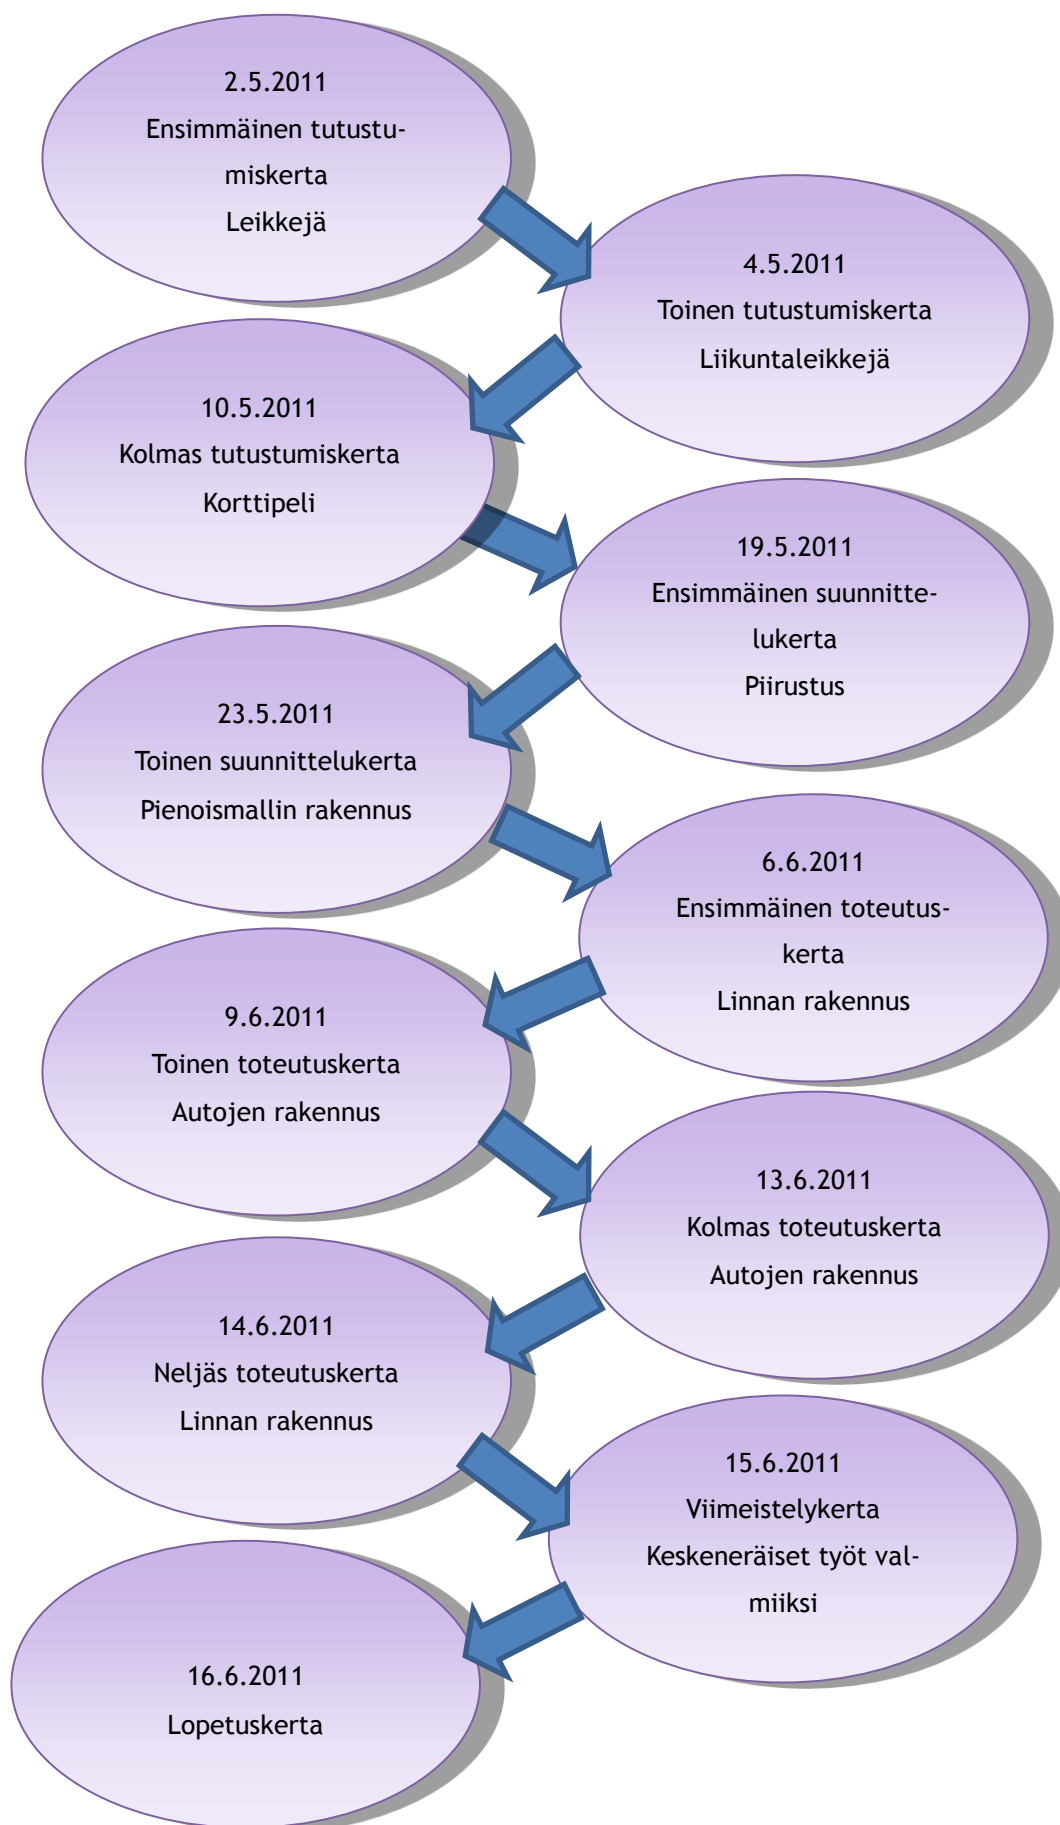 2.5.2011
Ensimmäinen tutustu-
miskerta
Leikkejä
4.5.2011
Toinen tutustumiskerta
Liikuntaleikkejä
10.5.2011
Kolmas tutustumiskerta
Korttipeli
19.5.2011
Ensimmäinen suunnitte-
lukerta
Piirustus
23.5.2011
Toinen suunnittelukerta
Pienoismallin rakennus
6.6.2011
Ensimmäinen toteutus-
kerta
Linnan rakennus
9.6.2011
Toinen toteutuskerta
Autojen rakennus
13.6.2011
Kolmas toteutuskerta
Autojen rakennus
14.6.2011
Neljäs toteutuskerta
Linnan rakennus
15.6.2011
Viimeistelykerta
Keskeneräiset työt val-
miiksi
16.6.2011
Lopetuskerta